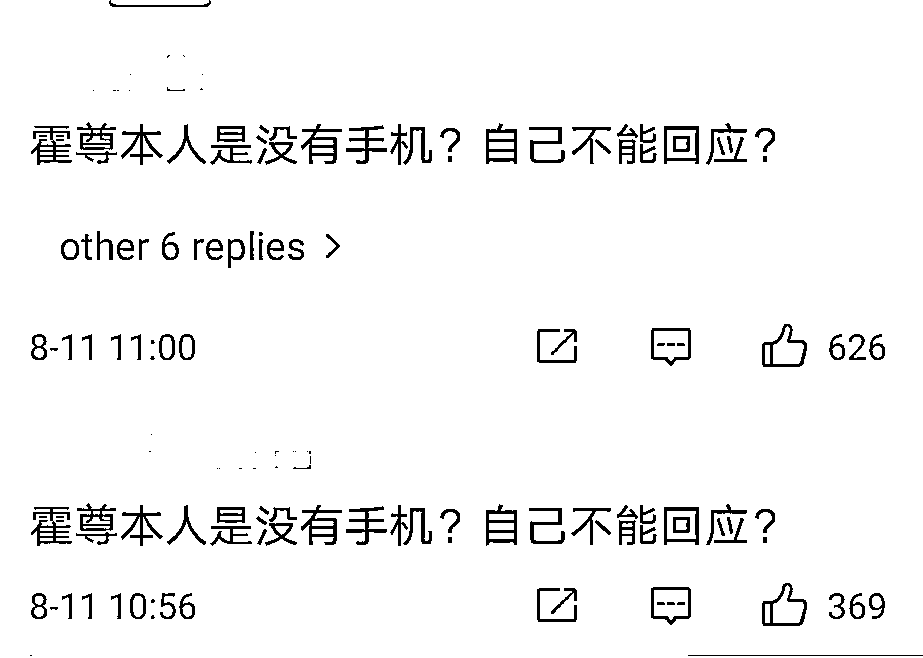 霍尊本人是没有手机？自己不能回应？
other 6 replies >
8-11 11:00 626
霍尊本人是没有手机？自己不能回应？
8-11 10:56 369